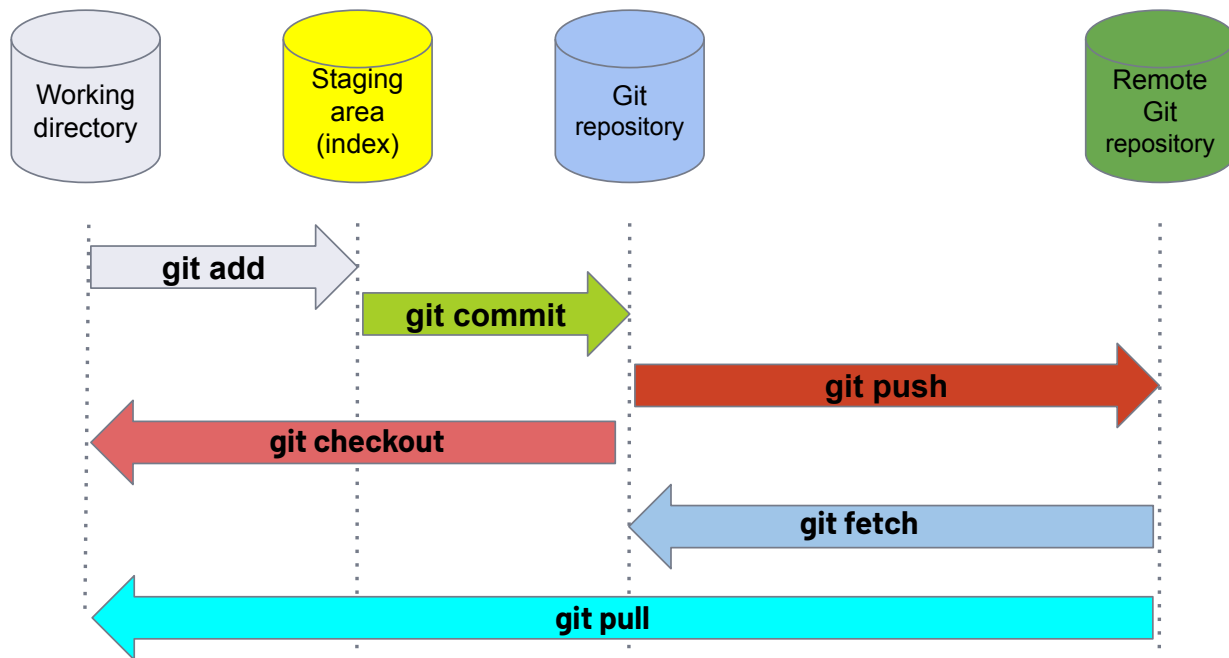 Working
directory
Staging
area
(index)
Git
repository
Remote
Git
repository
git add
git commit
git push
git checkout
git fetch
git pull